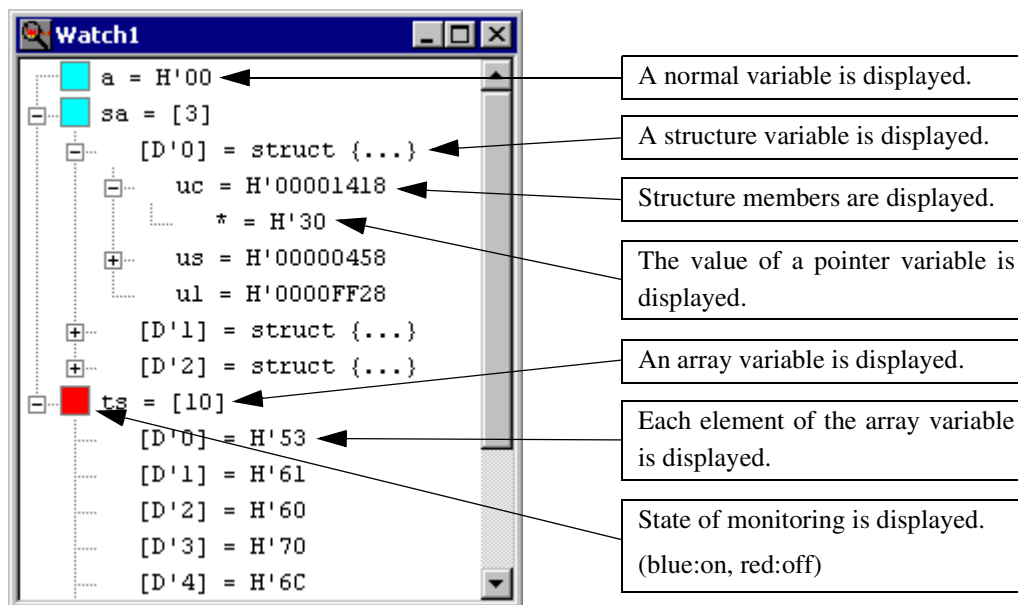 Watch1
a = H'00
sa = [3]
[D'0] = struct {...}
uc = H'00001418
* = H'30
us = H'00000458
ul = H'0000FF28
[D'1] = struct {...}
[D'2] = struct {...}
ts = [10]
[D'0] = H'53
[D'1] = H'61
[D'2] = H'60
[D'3] = H'70
[D'4] = H'6C
A normal variable is displayed.
A structure variable is displayed.
Structure members are displayed.
The value of a pointer variable is
displayed.
An array variable is displayed.
Each element of the array variable
is displayed.
State of monitoring is displayed.
(blue:on, red:off)